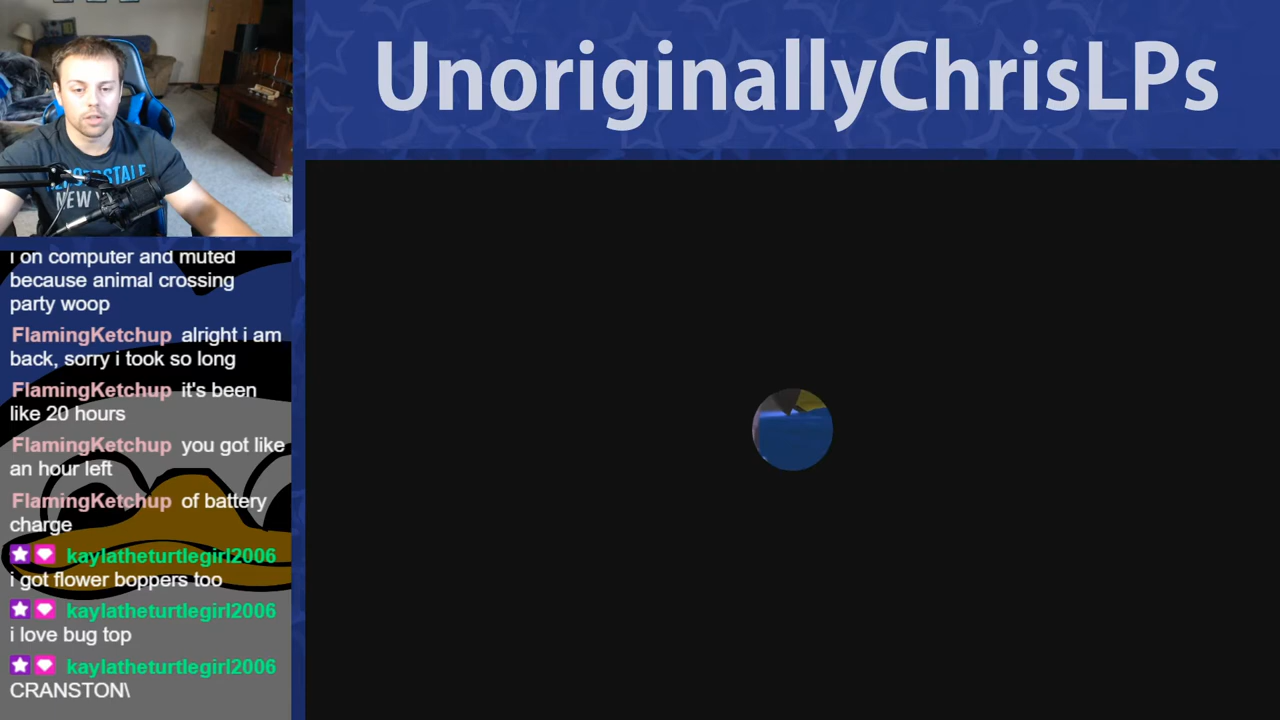 UnoriginallyChrisLPs
NEW
i on computer and muted
because animal crossing
party woop
FlamingKetchup alright i am
back, sorry i took so long
FlamingKetchup it's been
like 20 hours
FlamingKetchup you got like
an hour left
FlamingKetchup of battery
charge
kaylatheturtlegirl2006
i got flower boppers too
kaylatheturtlegirl2006
i love bug top
kaylatheturtlegirl2006
CRANSTON\